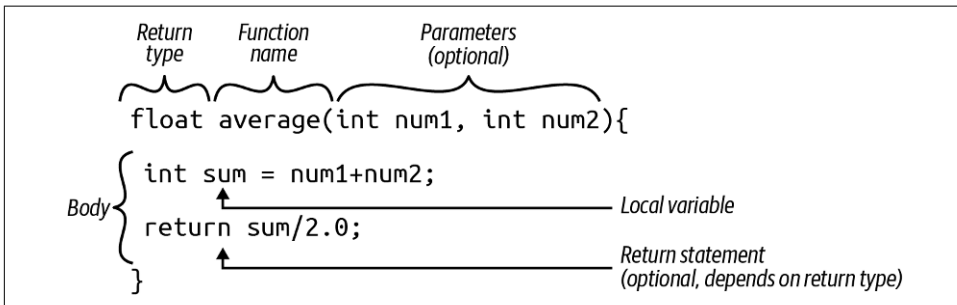 Return type
Function name
Parameters (optional)
float average(int num1, int num2){
int sum = num1+num2;
Body
Local variable
return sum/2.0;
Return statement
(optional, depends on return type)
}